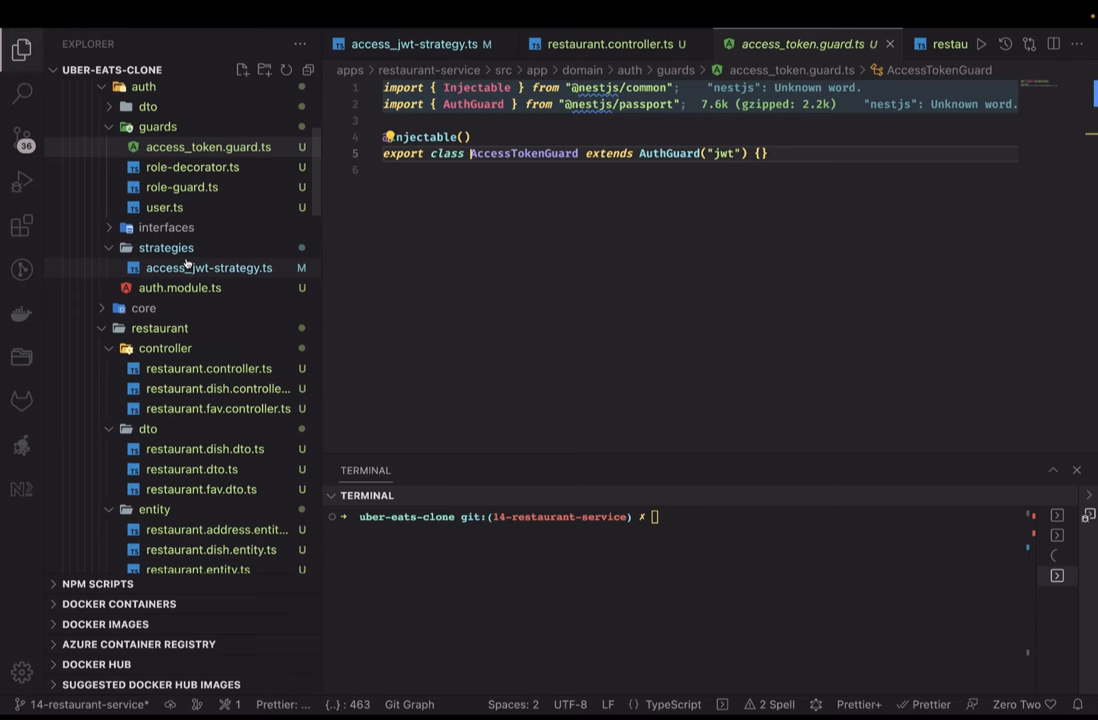 EXPLORER
UBER-EATS-CLONE
auth
dto
guards
access_token.guard.ts U
role-decorator.ts U
role-guard.ts U
user.ts U
interfaces
strategies
access_jwt-strategy.ts M
auth.module.ts U
core
restaurant
controller
restaurant.controller.ts U
restaurant.dish.controlle... U
restaurant.fav.controller.ts U
dto
restaurant.dish.dto.ts U
restaurant.dto.ts U
restaurant.fav.dto.ts U
entity
restaurant.address.entit... U
restaurant.dish.entity.ts U
restaurant.entity.ts U
NPM SCRIPTS
DOCKER CONTAINERS
DOCKER IMAGES
AZURE CONTAINER REGISTRY
DOCKER HUB
SUGGESTED DOCKER HUB IMAGES
36
access_jwt-strategy.ts M
restaurant.controller.ts U
access_token.guard.ts U
restau
apps > restaurant-service > src > app > domain > auth > guards > access_token.guard.ts > AccessTokenGuard
1 import { Injectable } from "@nestjs/common"; "nestjs": Unknown word.
2 import { AuthGuard } from "@nestjs/passport"; 7.6k (gzipped: 2.2k) "nestjs": Unknown word.
3
4 @Injectable()
5 export class AccessTokenGuard extends AuthGuard("jwt") {}
6
TERMINAL
TERMINAL
uber-eats-clone git:(14-restaurant-service) ✗
14-restaurant-service* 1 Prettier: ... {..} : 463 Git Graph Spaces: 2 UTF-8 LF {} TypeScript 2 Spell Prettier+ Prettier Zero Two